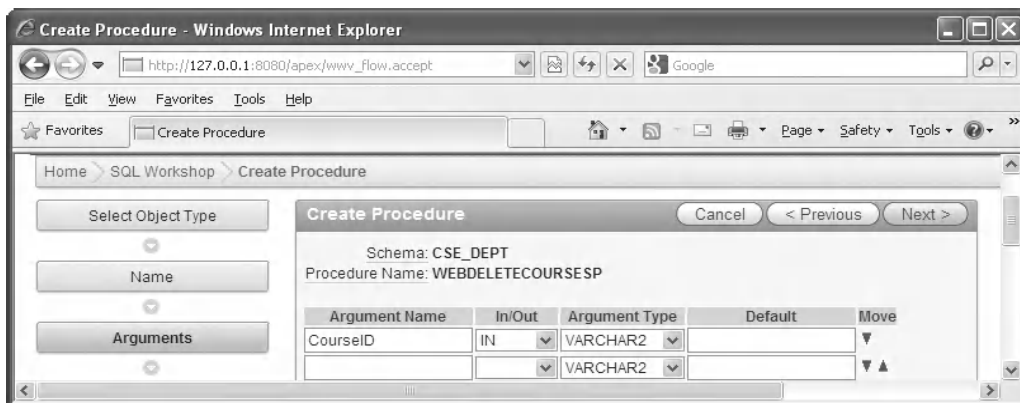 Create Procedure - Windows Internet Explorer
http://127.0.0.1:8080/apex/wwv_flow.accept
Google
File Edit View Favorites Tools Help
Favorites Create Procedure Page Safety Tools »
Home SQL Workshop Create Procedure
Select Object Type
Name
Arguments
Create Procedure Cancel < Previous Next >
Schema: CSE_DEPT
Procedure Name: WEBDELETECOURSESP
Argument Name In/Out Argument Type Default Move
CourseID IN VARCHAR2
VARCHAR2